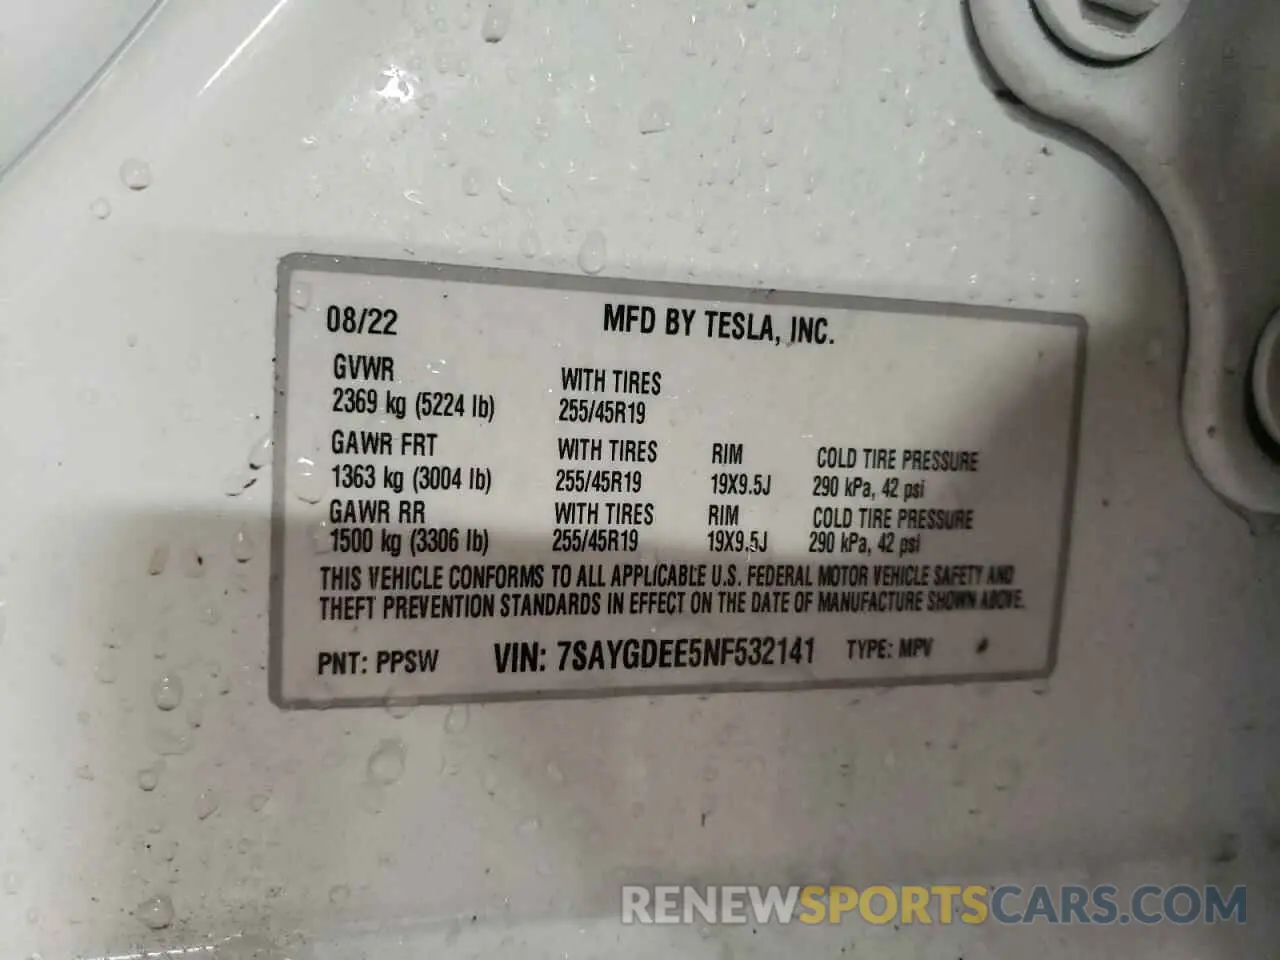 08/22 MFD BY TESLA, INC.
GVWR WITH TIRES
2369 kg (5224 lb) 255/45R19
GAWR FRT WITH TIRES RIM COLD TIRE PRESSURE
1363 kg (3004 lb) 255/45R19 19X9.5J 290 kPa, 42 psi
GAWR RR WITH TIRES RIM COLD TIRE PRESSURE
1500 kg (3306 lb) 255/45R19 19X9.5J 290 kPa, 42 psi
THIS VEHICLE CONFORMS TO ALL APPLICABLE U.S. FEDERAL MOTOR VEHICLE SAFETY AND
THEFT PREVENTION STANDARDS IN EFFECT ON THE DATE OF MANUFACTURE SHOWN ABOVE.
PNT: PPSW VIN: 7SAYGDEE5NF532141 TYPE: MPV
RENEWSPORTSCARS.COM